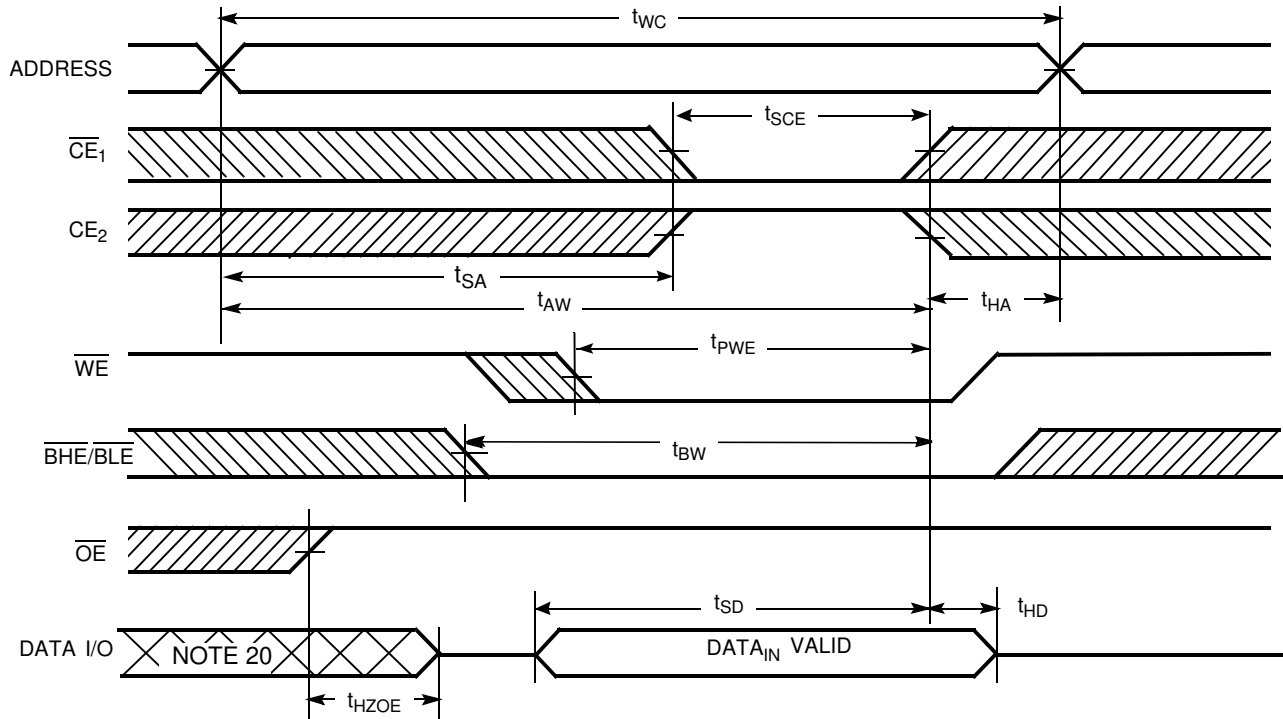 tWC
ADDRESS
tSCE
CE1
CE2
tSA
tAW
tHA
tPWE
WE
tBW
BHE/BLE
OE
tSD
tHD
DATA I/O
NOTE 20
DATAIN VALID
tHZOE